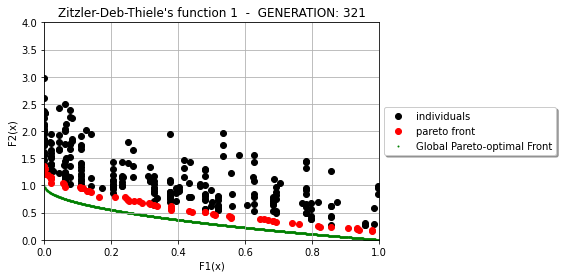 Zitzler-Deb-Thiele's function 1 - GENERATION: 321
4.0
3.5
3.0
2.5
2.0
1.5
1.0
0.5
0.0
F2(x)
individuals
pareto front
Global Pareto-optimal Front
0.0 0.2 0.4 0.6 0.8 1.0
F1(x)